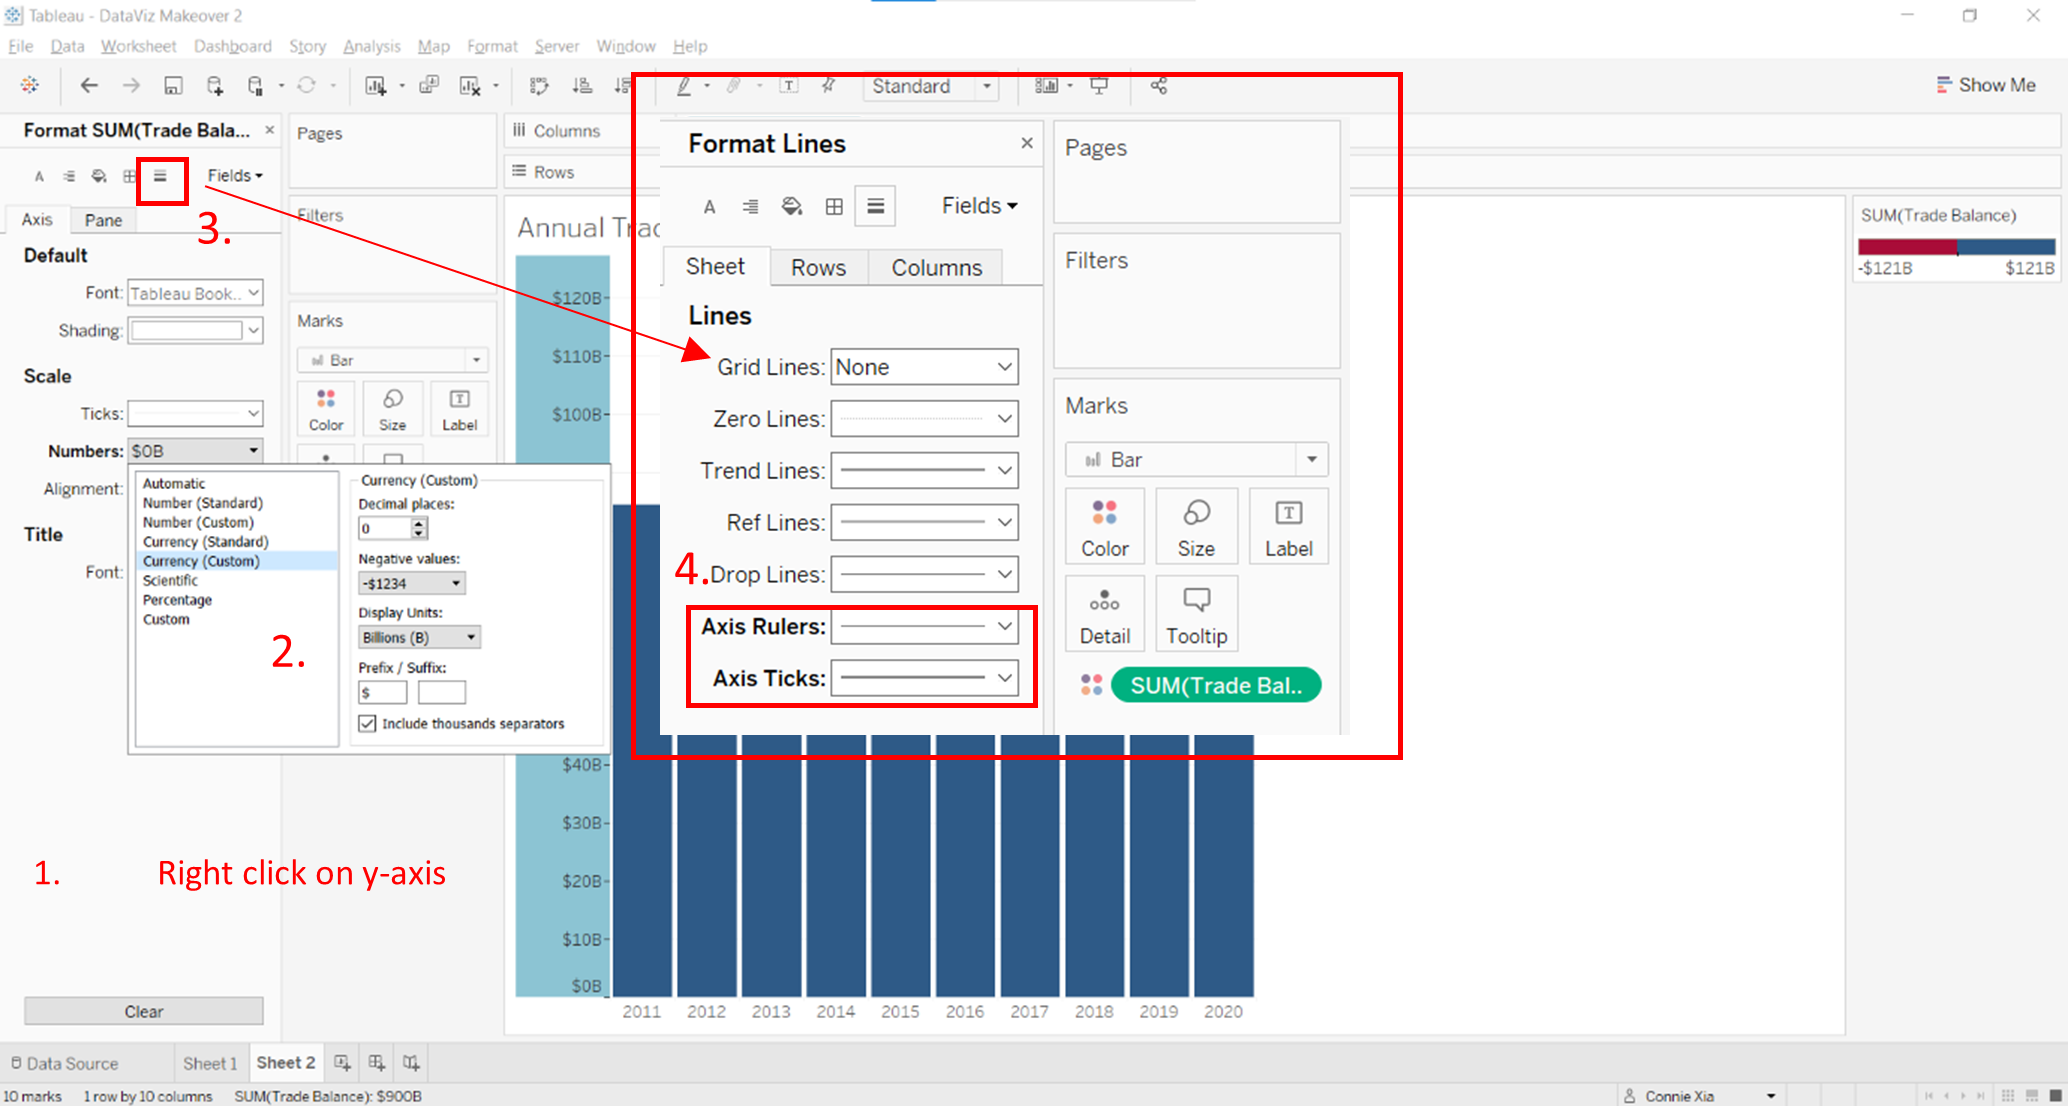 Tableau - DataViz Makeover 2
File Data Worksheet Dashboard Story Analysis Map Format Server Window Help
Standard
Show Me
Format SUM(Trade Bala...
Fields
3.
Axis Pane
Default
Font: Tableau Book..
Shading:
Scale
Ticks:
Numbers: $0B
Alignment:
Title
Font:
Automatic
Number (Standard)
Number (Custom)
Currency (Standard)
Currency (Custom)
Scientific
Percentage
Custom
2.
Currency (Custom)
Decimal places:
0
Negative values:
-$1234
Display Units:
Billions (B)
Prefix / Suffix:
$
Include thousands separators
1. Right click on y-axis
Clear
Pages
Filters
Marks
Bar
Color Size Label
Columns
Rows
Annual Trad
$120B
$110B
$100B
$40B
$30B
$20B
$10B
$0B
2011 2012 2013 2014 2015 2016 2017 2018 2019 2020
Format Lines
Fields
Sheet Rows Columns
Lines
Grid Lines: None
Zero Lines:
Trend Lines:
Ref Lines:
4.
Drop Lines:
Axis Rulers:
Axis Ticks:
Pages
Filters
Marks
Bar
Color Size Label
Detail Tooltip
SUM(Trade Bal..
SUM(Trade Balance)
-$121B $121B
Data Source Sheet 1 Sheet 2
10 marks 1 row by 10 columns SUM(Trade Balance): $900B
Connie Xia